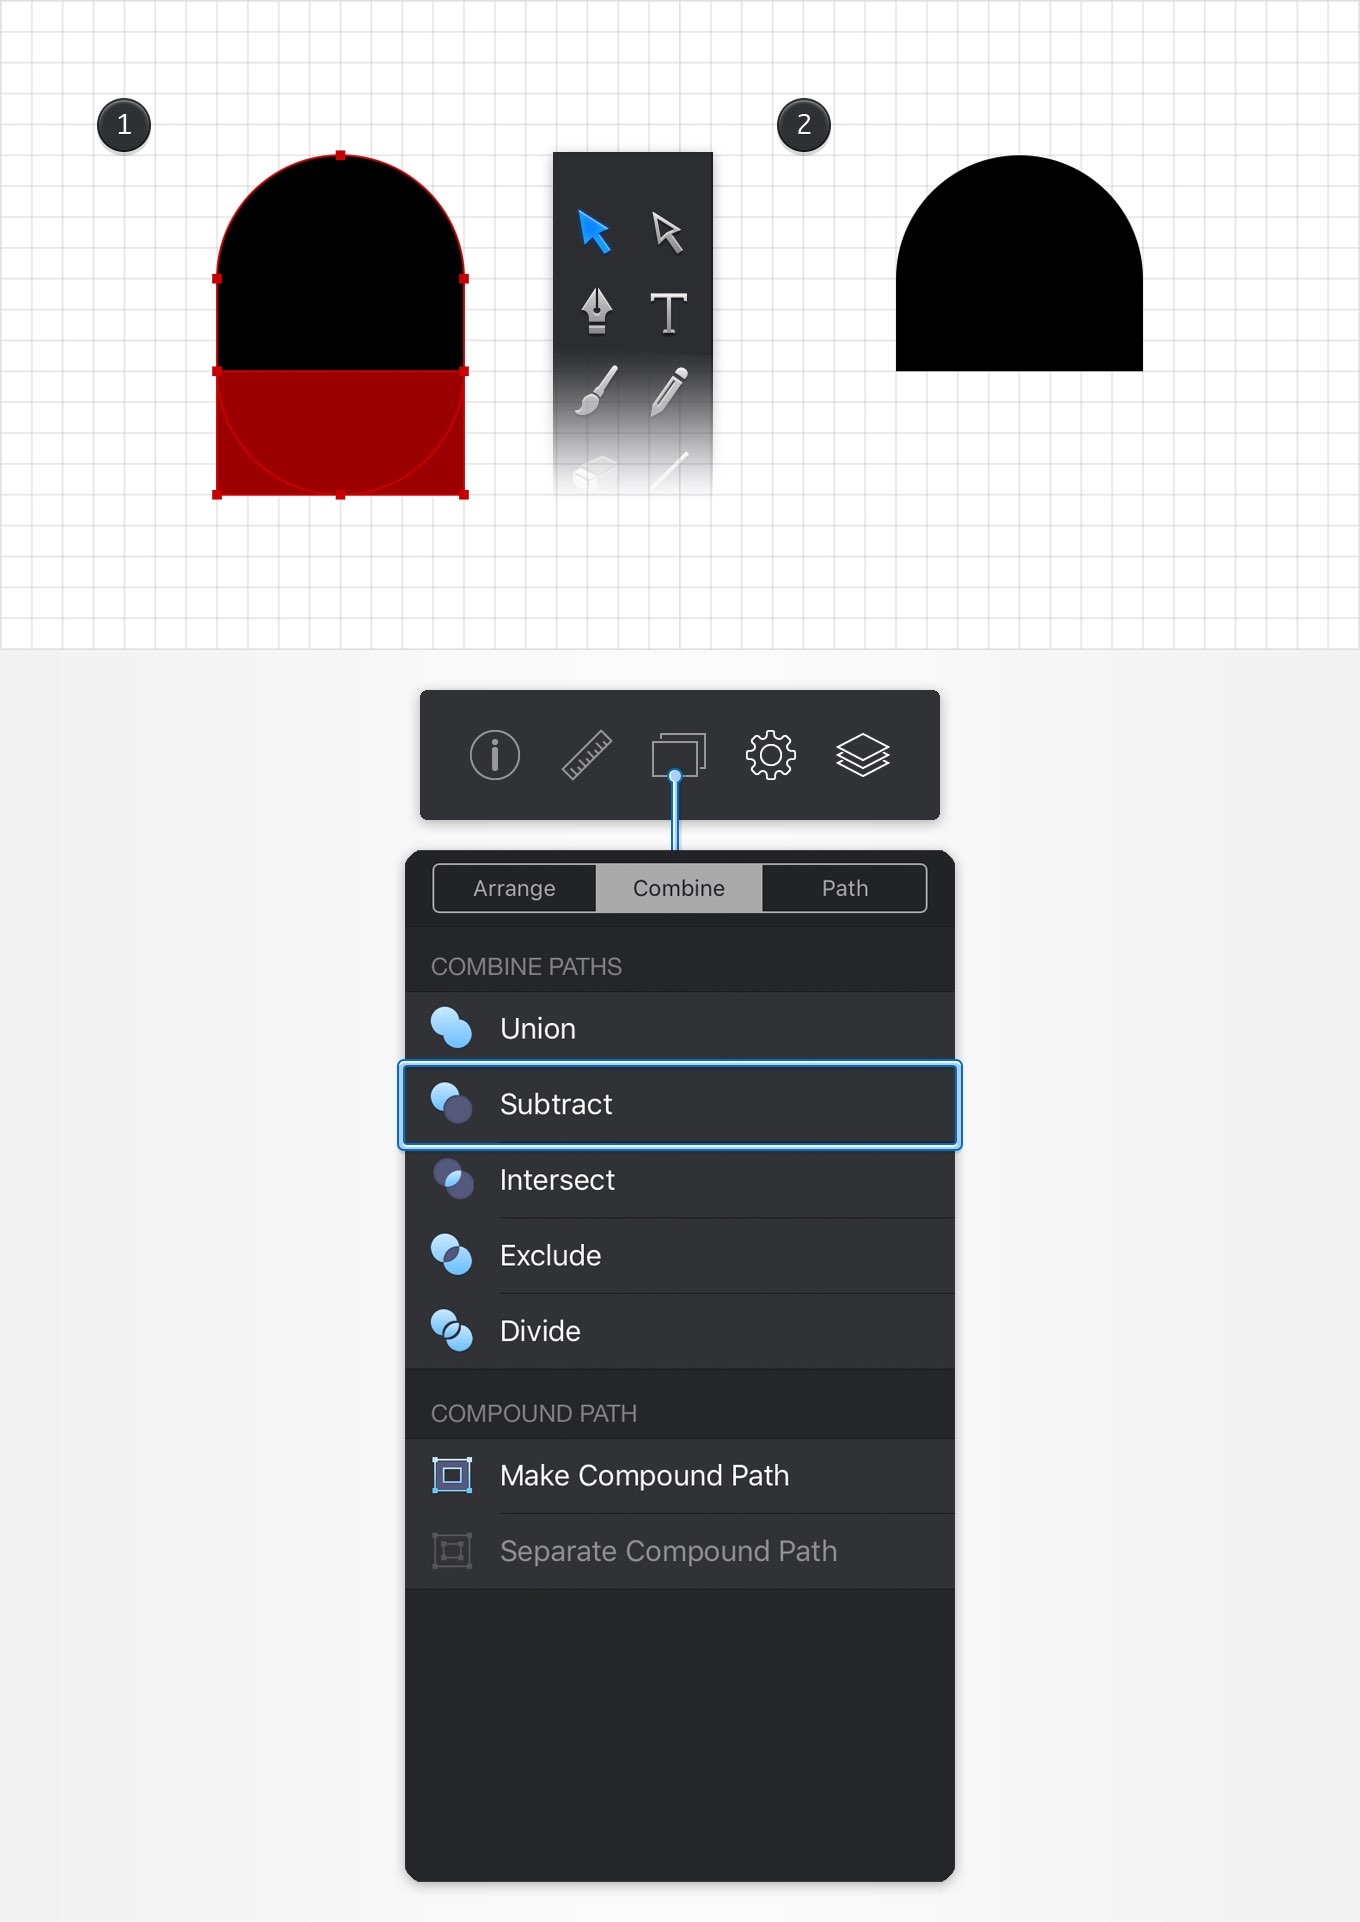 1
2
Arrange
Combine
Path
COMBINE PATHS
Union
Subtract
Intersect
Exclude
Divide
COMPOUND PATH
Make Compound Path
Separate Compound Path